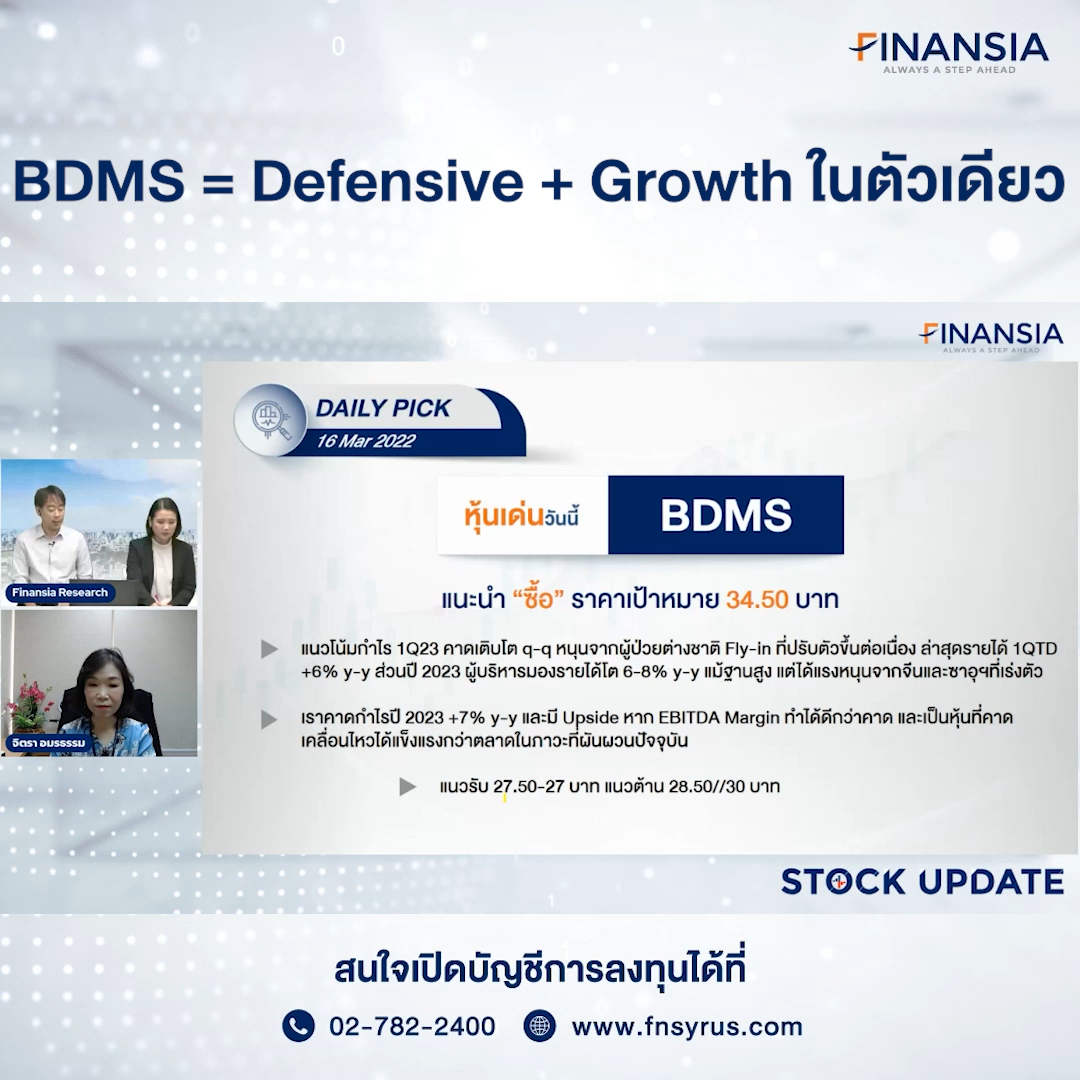 FINANSIA
ALWAYS A STEP AHEAD
BDMS = Defensive + Growth ในตัวเดียว
FINANSIA
ALWAYS A STEP AHEAD
DAILY PICK
16 Mar 2022
หุ้นเด่นวันนี้
BDMS
แนะนำ “ซื้อ” ราคาเป้าหมาย 34.50 บาท
แนวโน้มกำไร 1Q23 คาดเติบโต q-q หนุนจากผู้ป่วยต่างชาติ Fly-in ที่ปรับตัวขึ้นต่อเนื่อง ล่าสุดรายได้ 1QTD
+6% y-y ส่วนปี 2023 ผู้บริหารมองรายได้โต 6-8% y-y แม้ฐานสูง แต่ได้แรงหนุนจากจีนและซาอุฯที่เร่งตัว
เราคาดกำไรปี 2023 +7% y-y และมี Upside หาก EBITDA Margin ทำได้ดีกว่าคาด และเป็นหุ้นที่คาด
เคลื่อนไหวได้แข็งแรงกว่าตลาดในภาวะที่ผันผวนปัจจุบัน
แนวรับ 27.50-27 บาท แนวต้าน 28.50//30 บาท
Finansia Research
จิตรา อมรธรรม
STOCK UPDATE
สนใจเปิดบัญชีการลงทุนได้ที่
02-782-2400
www.fnsyrus.com